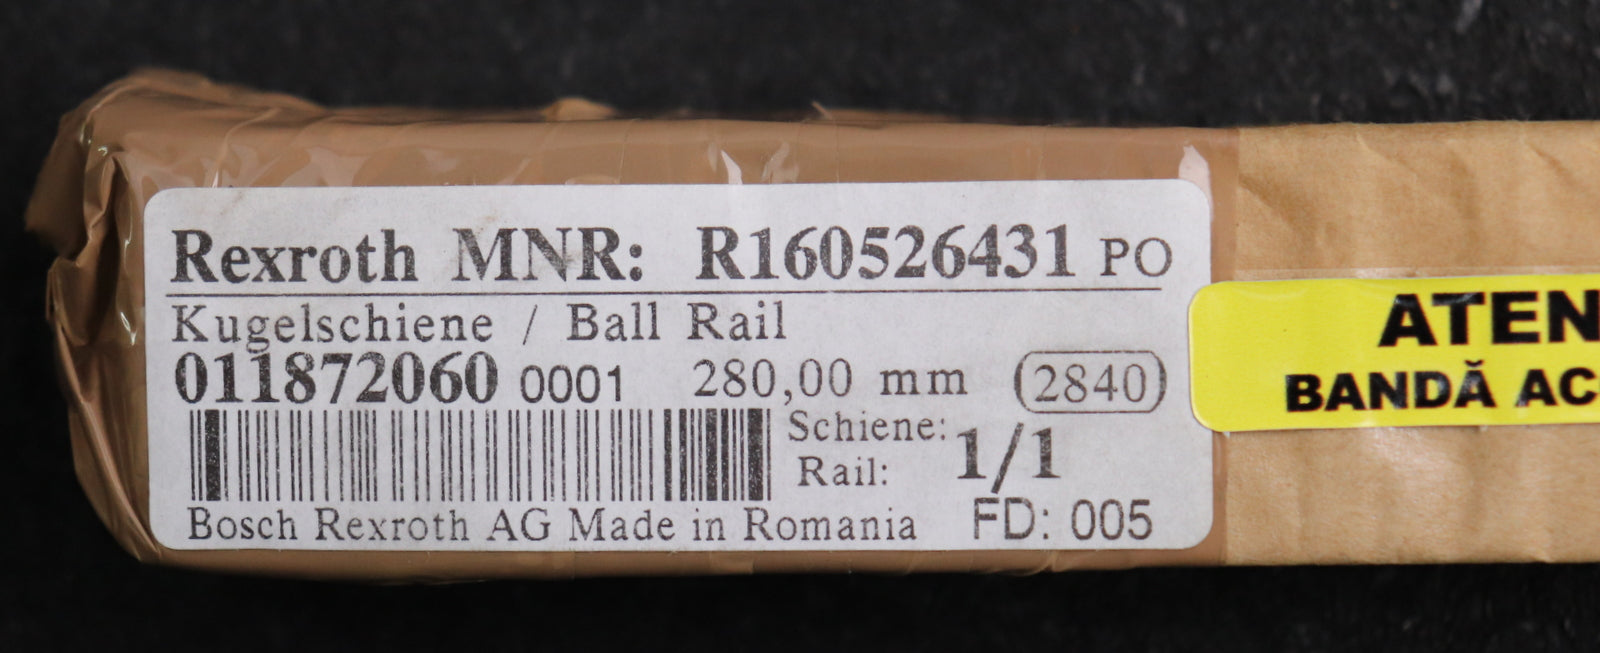 Rexroth MNR: R160526431 PO
Kugelschiene / Ball Rail
011872060 0001 280,00 mm 2840
Schiene: 1/1
Rail:
Bosch Rexroth AG Made in Romania FD: 005
ATEN
BANDĂ AC